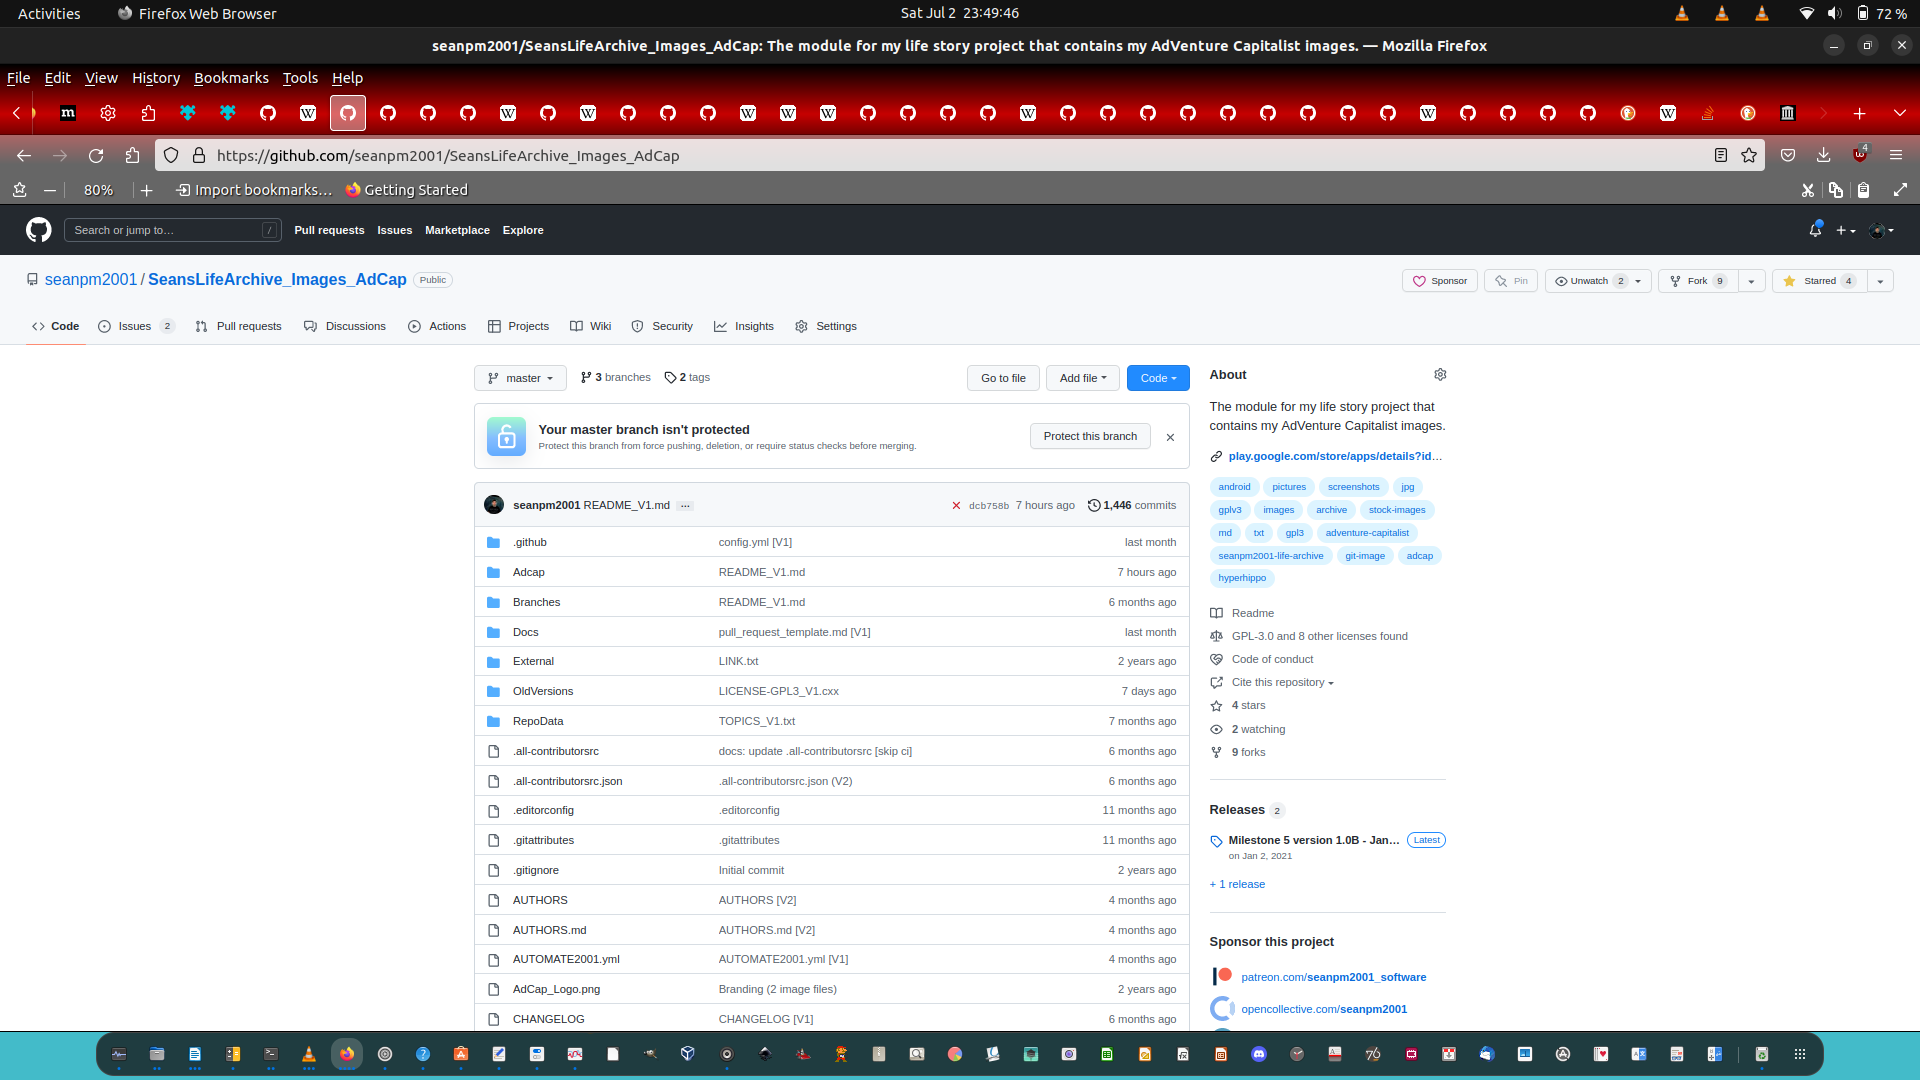 Activities Firefox Web Browser Sat Jul 2 23:49:46 72 %
seanpm2001/SeansLifeArchive_Images_AdCap: The module for my life story project that contains my AdVenture Capitalist images. — Mozilla Firefox
File Edit View History Bookmarks Tools Help
https://github.com/seanpm2001/SeansLifeArchive_Images_AdCap 4
80% Import bookmarks… Getting Started
Search or jump to… / Pull requests Issues Marketplace Explore
seanpm2001 / SeansLifeArchive_Images_AdCap Public Sponsor Pin Unwatch 2 Fork 9 Starred 4
Code Issues 2 Pull requests Discussions Actions Projects Wiki Security Insights Settings
master 3 branches 2 tags Go to file Add file Code
Your master branch isn't protected
Protect this branch from force pushing, deletion, or require status checks before merging.
Protect this branch
seanpm2001 README_V1.md … dcb758b 7 hours ago 1,446 commits
.github config.yml [V1] last month
Adcap README_V1.md 7 hours ago
Branches README_V1.md 6 months ago
Docs pull_request_template.md [V1] last month
External LINK.txt 2 years ago
OldVersions LICENSE-GPL3_V1.cxx 7 days ago
RepoData TOPICS_V1.txt 7 months ago
.all-contributorsrc docs: update .all-contributorsrc [skip ci] 6 months ago
.all-contributorsrc.json .all-contributorsrc.json (V2) 6 months ago
.editorconfig .editorconfig 11 months ago
.gitattributes .gitattributes 11 months ago
.gitignore Initial commit 2 years ago
AUTHORS AUTHORS [V2] 4 months ago
AUTHORS.md AUTHORS.md [V2] 4 months ago
AUTOMATE2001.yml AUTOMATE2001.yml [V1] 4 months ago
AdCap_Logo.png Branding (2 image files) 2 years ago
CHANGELOG CHANGELOG [V1] 6 months ago
About
The module for my life story project that
contains my AdVenture Capitalist images.
play.google.com/store/apps/details?id…
android pictures screenshots jpg
gplv3 images archive stock-images
md txt gpl3 adventure-capitalist
seanpm2001-life-archive git-image adcap
hyperhippo
Readme
GPL-3.0 and 8 other licenses found
Code of conduct
Cite this repository
4 stars
2 watching
9 forks
Releases 2
Milestone 5 version 1.0B - Jan… Latest
on Jan 2, 2021
+ 1 release
Sponsor this project
patreon.com/seanpm2001_software
opencollective.com/seanpm2001